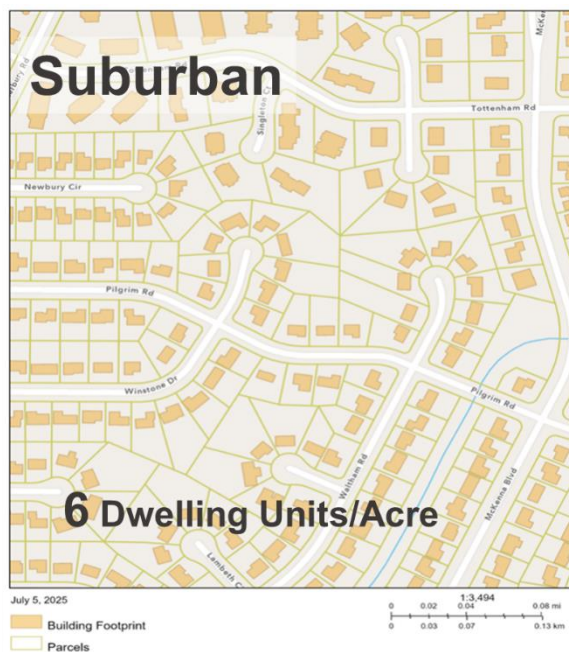 Suburban
Tottenham Rd
Singleton Cr
Newbury Cir
Pilgrim Rd
Winstone Dr
Pilgrim Rd
Waltham Rd
McKenna Blvd
6 Dwelling Units/Acre
July 5, 2025
1:3,494
0 0.02 0.04 0.08 mi
0 0.03 0.07 0.13 km
Building Footprint
Parcels